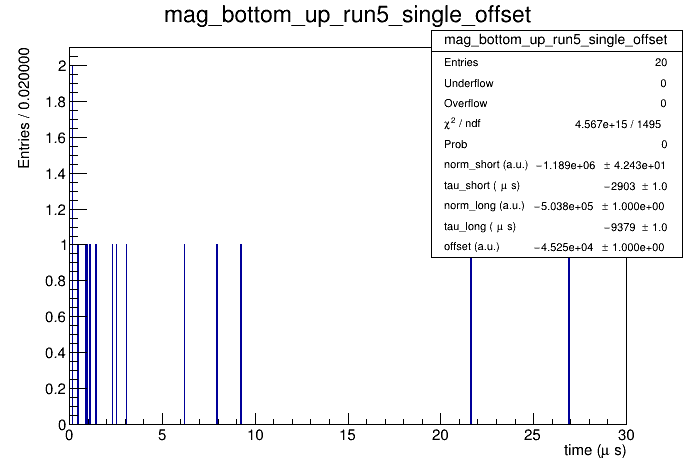 mag_bottom_up_run5_single_offset
mag_bottom_up_run5_single_offset
Entries 20
Underflow 0
Overflow 0
χ² / ndf 4.567e+15 / 1495
Prob 0
norm_short (a.u.) −1.189e+06 ± 4.243e+01
tau_short ( μ s) −2903 ± 1.0
norm_long (a.u.) −5.038e+05 ± 1.000e+00
tau_long ( μ s) −9379 ± 1.0
offset (a.u.) −4.525e+04 ± 1.000e+00
Entries / 0.020000
2
1.8
1.6
1.4
1.2
1
0.8
0.6
0.4
0.2
0
0 5 10 15 20 25 30
time (μ s)